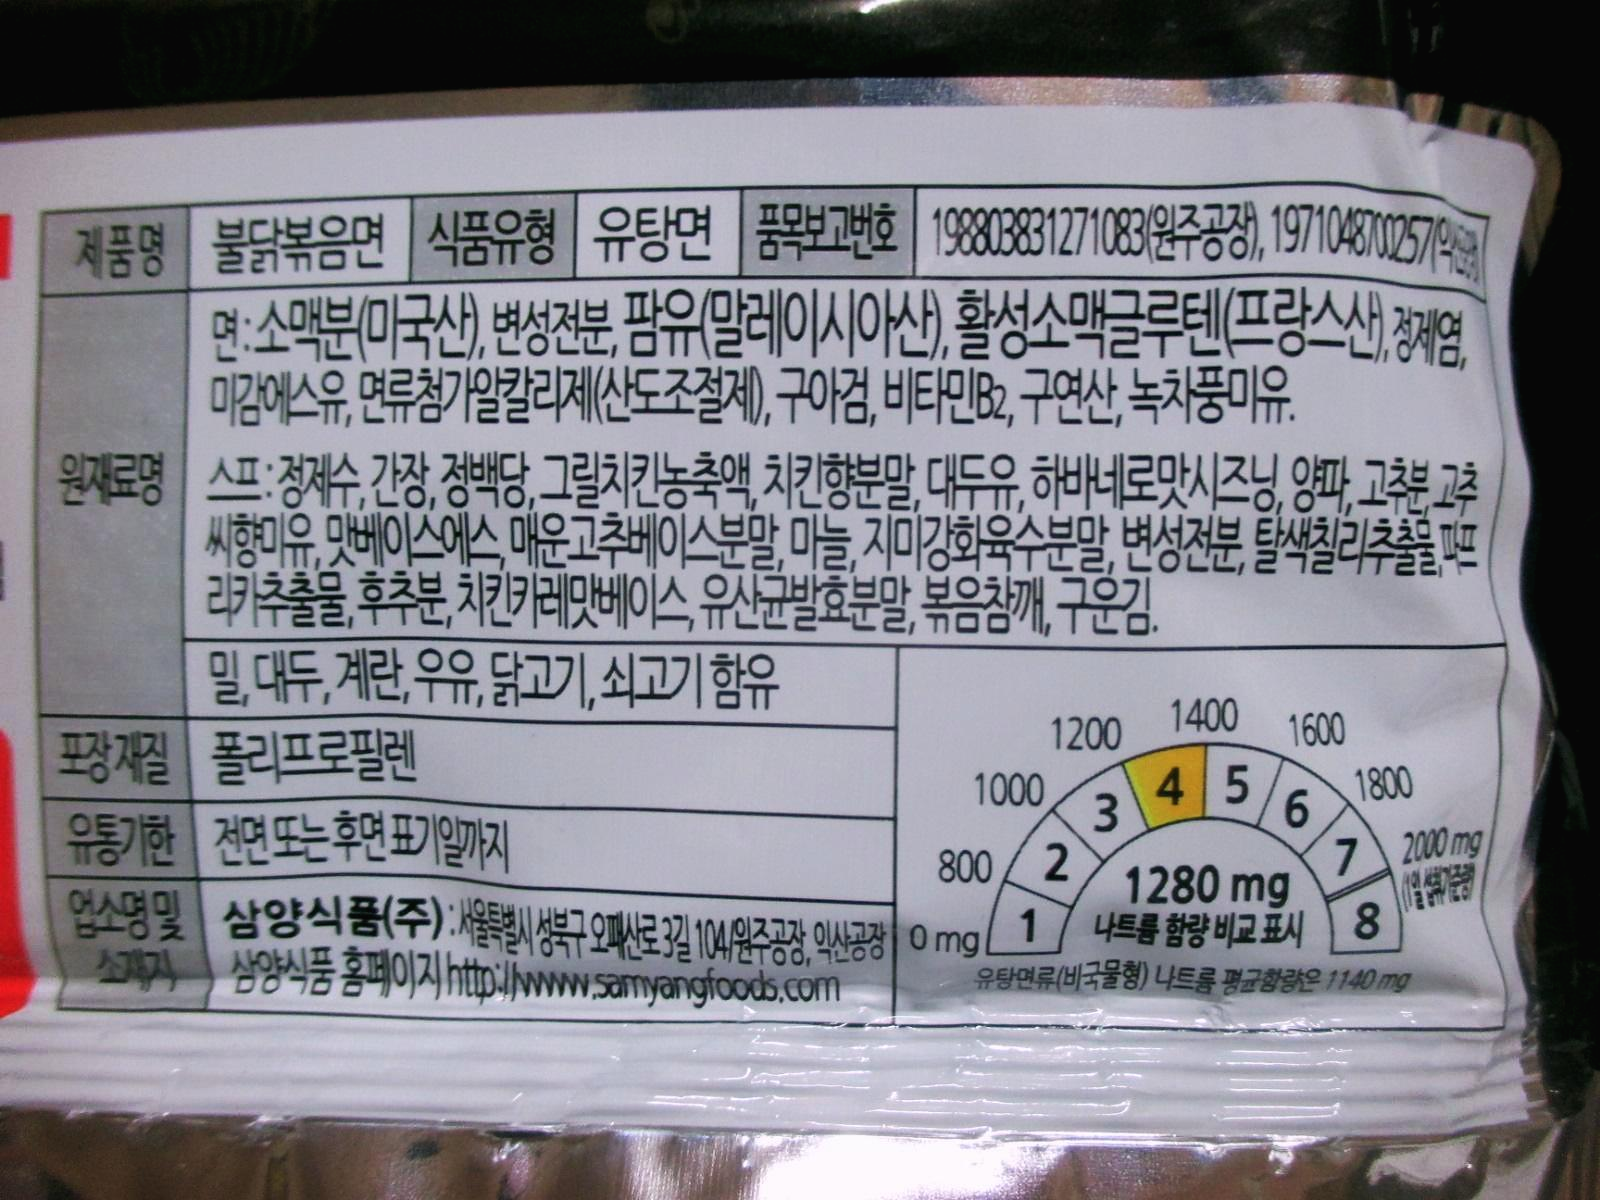 제품명 불닭볶음면 식품유형 유탕면 품목보고번호 198803831271083(원주공장), 1971048700257(익산공장)
원재료명
면 : 소맥분(미국산), 변성전분, 팜유(말레이시아산), 활성소맥글루텐(프랑스산), 정제염,
미감에스유, 면류첨가알칼리제(산도조절제), 구아검, 비타민B2, 구연산, 녹차풍미유.
스프 : 정제수, 간장, 정백당, 그릴치킨농축액, 치킨향분말, 대두유, 하바네로맛시즈닝, 양파, 고추분, 고추
씨향미유, 맛베이스에스, 매운고추베이스분말, 마늘, 지미강화육수분말, 변성전분, 탈색칠리추출물, 파프
리카추출물, 후추분, 치킨카레맛베이스, 유산균발효분말, 볶음참깨, 구운김.
밀, 대두, 계란, 우유, 닭고기, 쇠고기 함유
포장재질 폴리프로필렌
유통기한 전면 또는 후면 표기일까지
업소명 및 소재지
삼양식품(주) : 서울특별시 성북구 오패산로 3길 104/원주공장, 익산공장
삼양식품 홈페이지 http://www.samyangfoods.com
0 mg 800 1000 1200 1400 1600 1800 2000 mg
(1일 섭취기준량)
1 2 3 4 5 6 7 8
1280 mg
나트륨 함량 비교 표시
유탕면류(비국물형) 나트륨 평균함량은 1140 mg